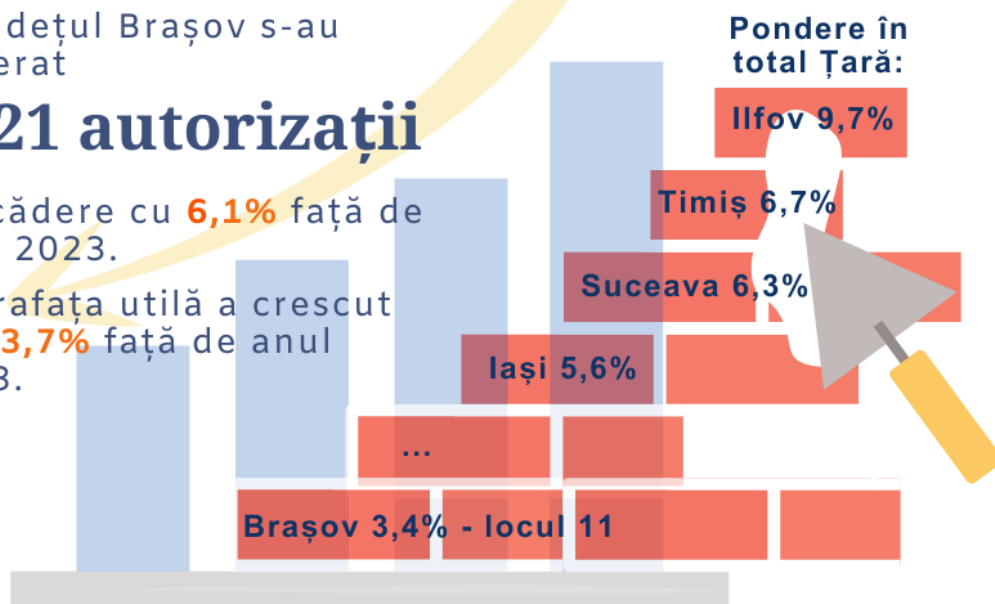 dețul Brașov s-au
erat
21 autorizații
cădere cu 6,1% față de
2023.
rafața utilă a crescut
3,7% față de anul
3.
Pondere în
total Țară:
Ilfov 9,7%
Timiș 6,7%
Suceava 6,3%
Iași 5,6%
...
Brașov 3,4% - locul 11